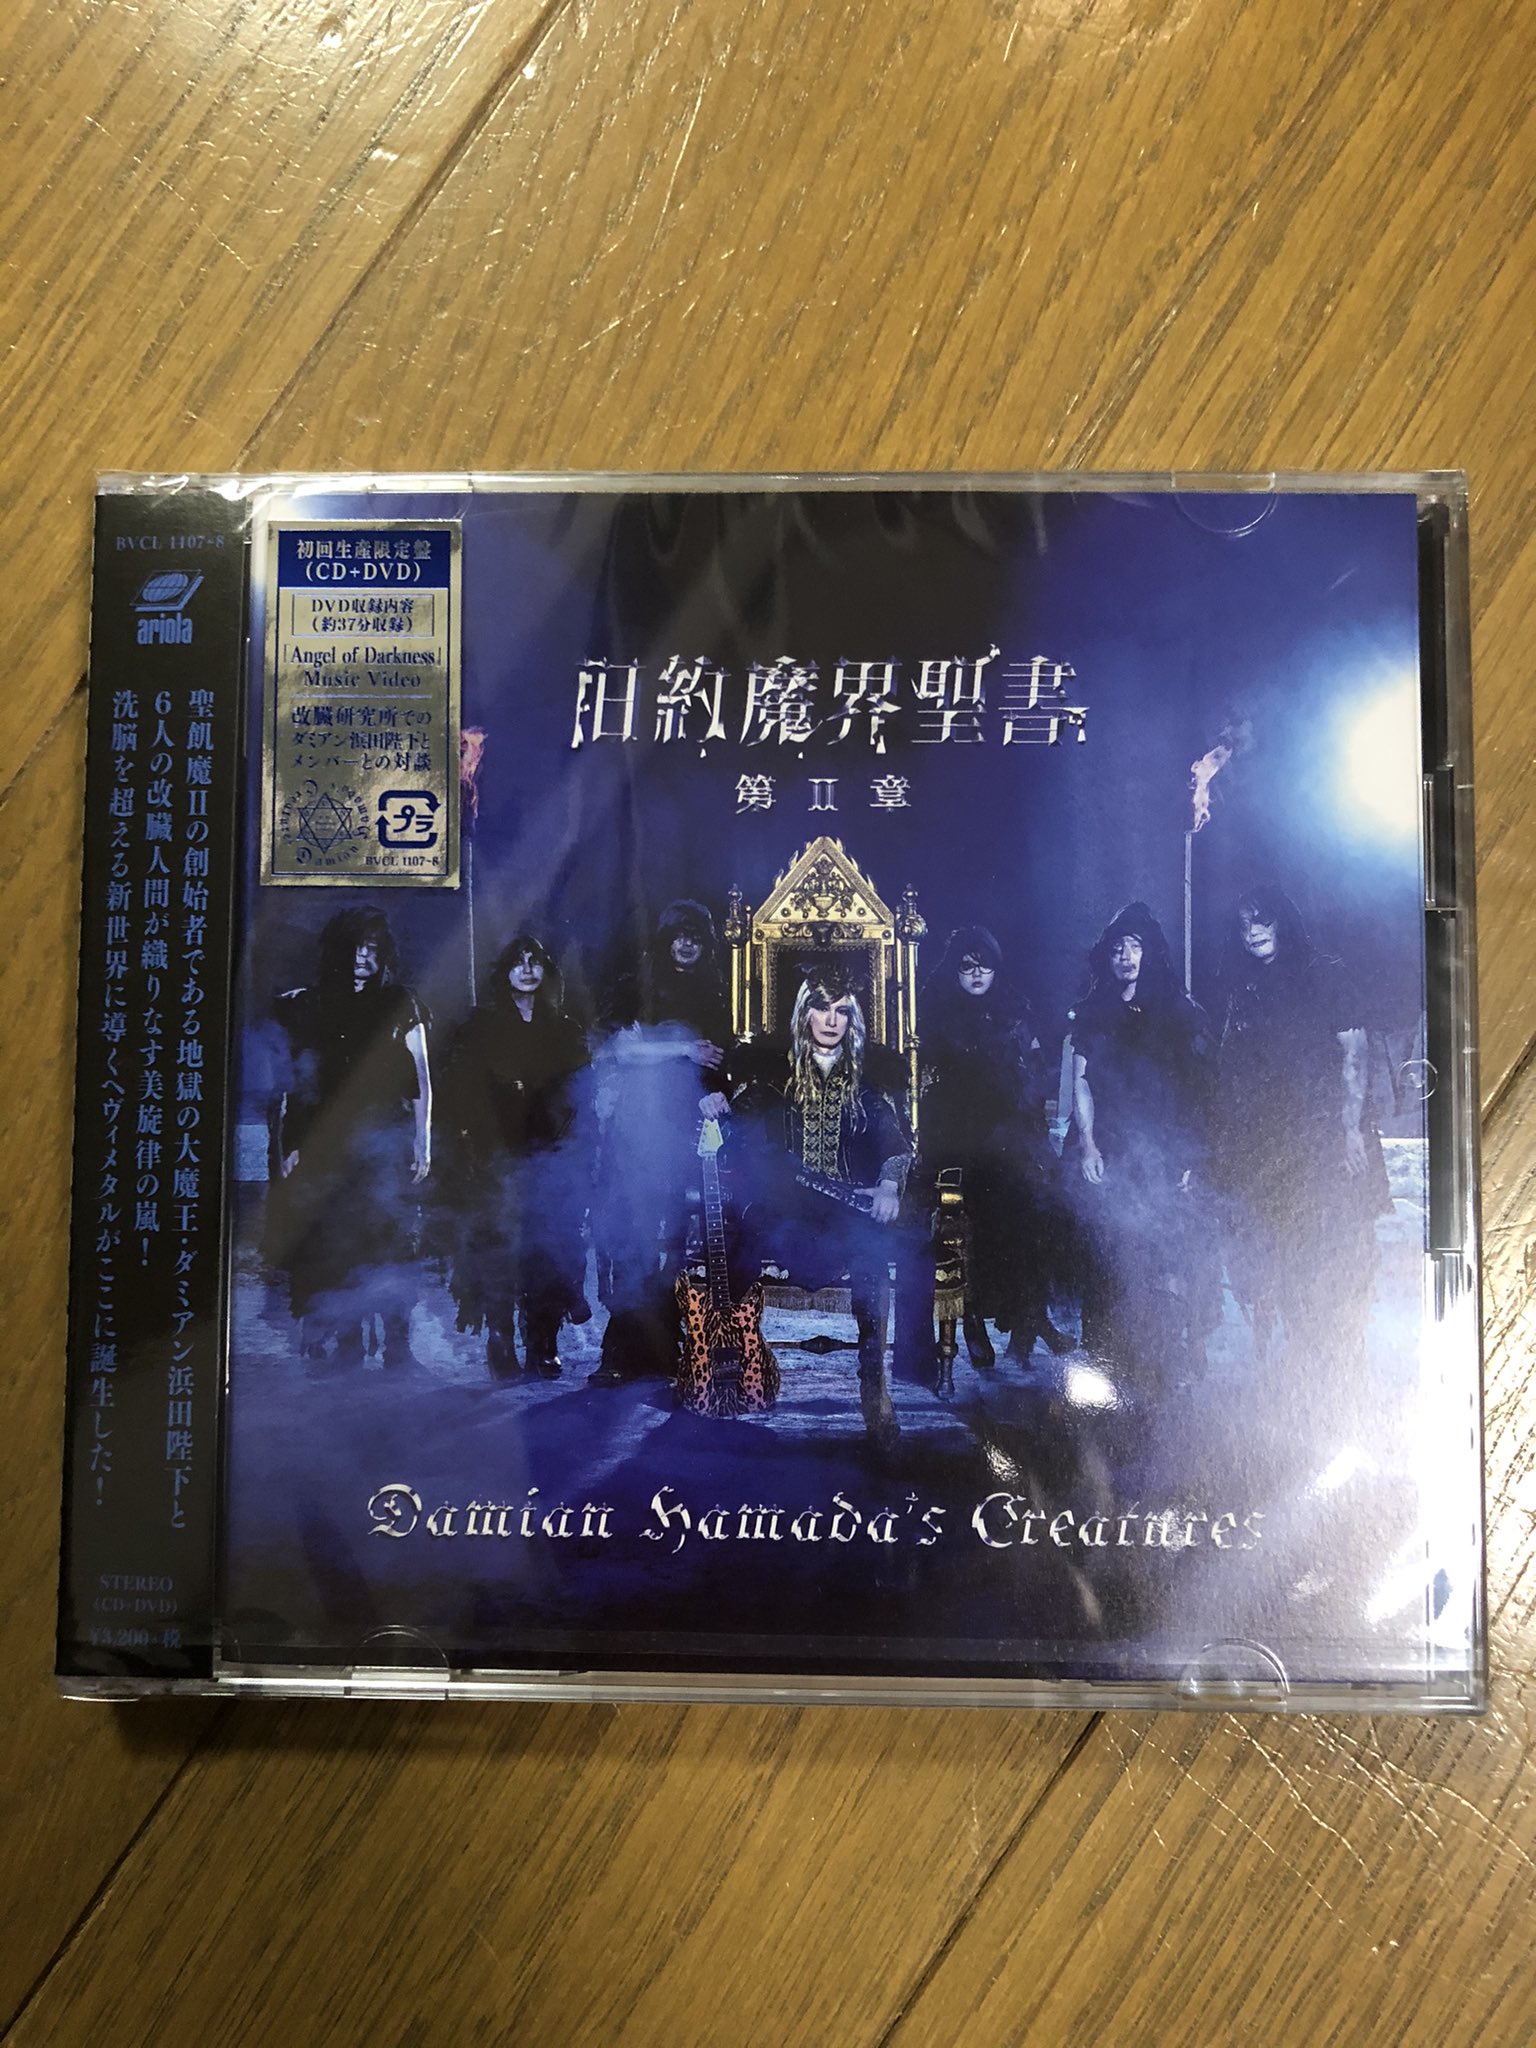 BVCL 1107~8
ariola
聖飢魔IIの創始者である地獄の大魔王・ダミアン浜田陛下と
6人の改臓人間が織りなす美旋律の嵐!
洗脳を超える新世界に導くヘヴィメタルがここに誕生した!
STEREO
(CD+DVD)
¥3,200+税
初回生産限定盤
(CD+DVD)
DVD収録内容
(約37分収録)
「Angel of Darkness」
Music Video
改臓研究所での
ダミアン浜田陛下と
メンバーとの対談
プラ
BVCL 1107~8
旧約魔界聖書
第II章
Damian Hamada's Creatures